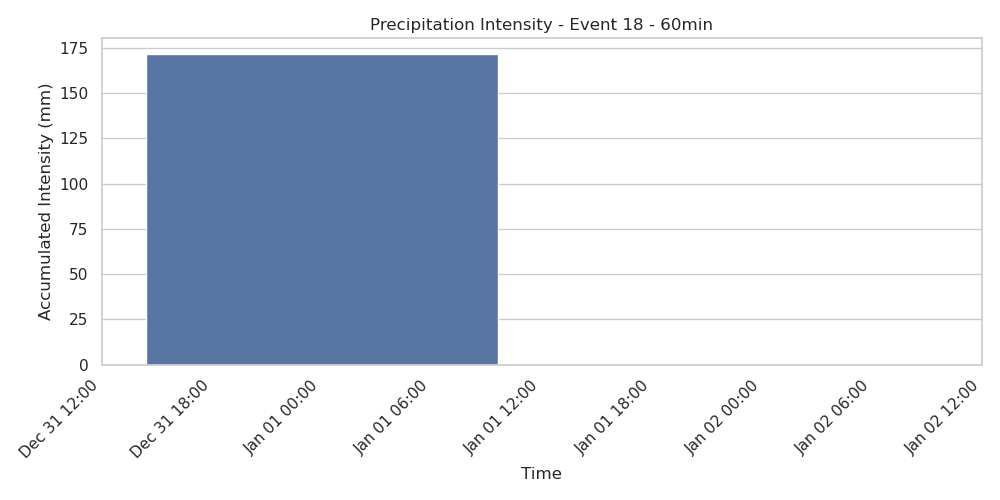 Precipitation Intensity - Event 18 - 60min
Accumulated Intensity (mm)
175
150
125
100
75
50
25
0
Dec 31 12:00
Dec 31 18:00
Jan 01 00:00
Jan 01 06:00
Jan 01 12:00
Jan 01 18:00
Jan 02 00:00
Jan 02 06:00
Jan 02 12:00
Time